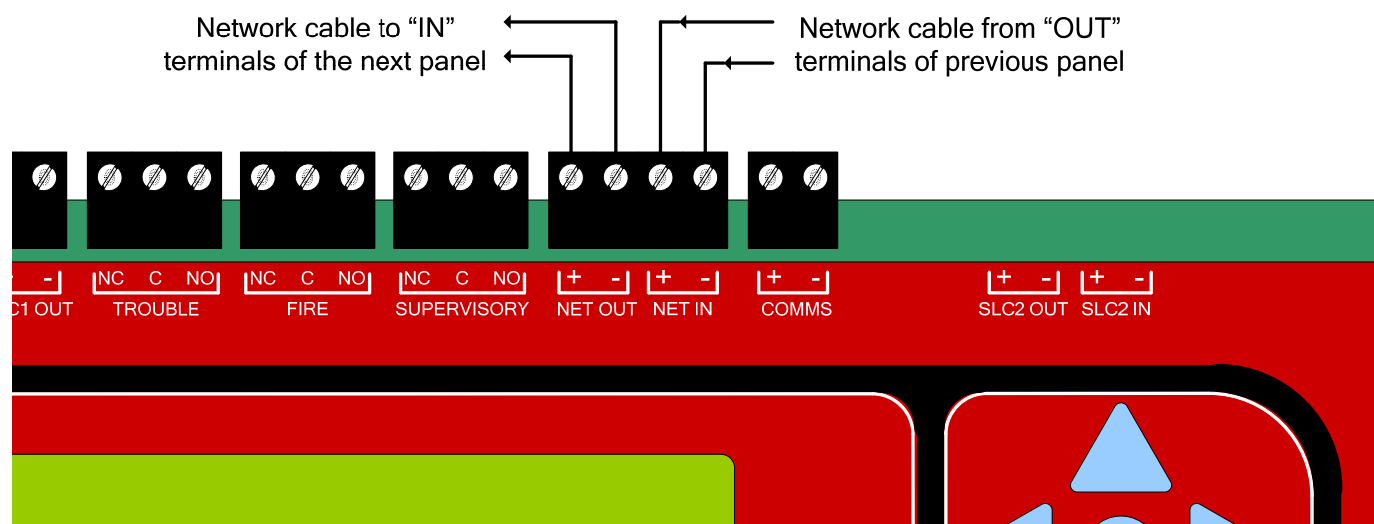 Network cable to “IN”
terminals of the next panel
Network cable from “OUT”
terminals of previous panel
- NC C NO NC C NO NC C NO + - + - + - + - + -
C1 OUT TROUBLE FIRE SUPERVISORY NET OUT NET IN COMMS SLC2 OUT SLC2 IN